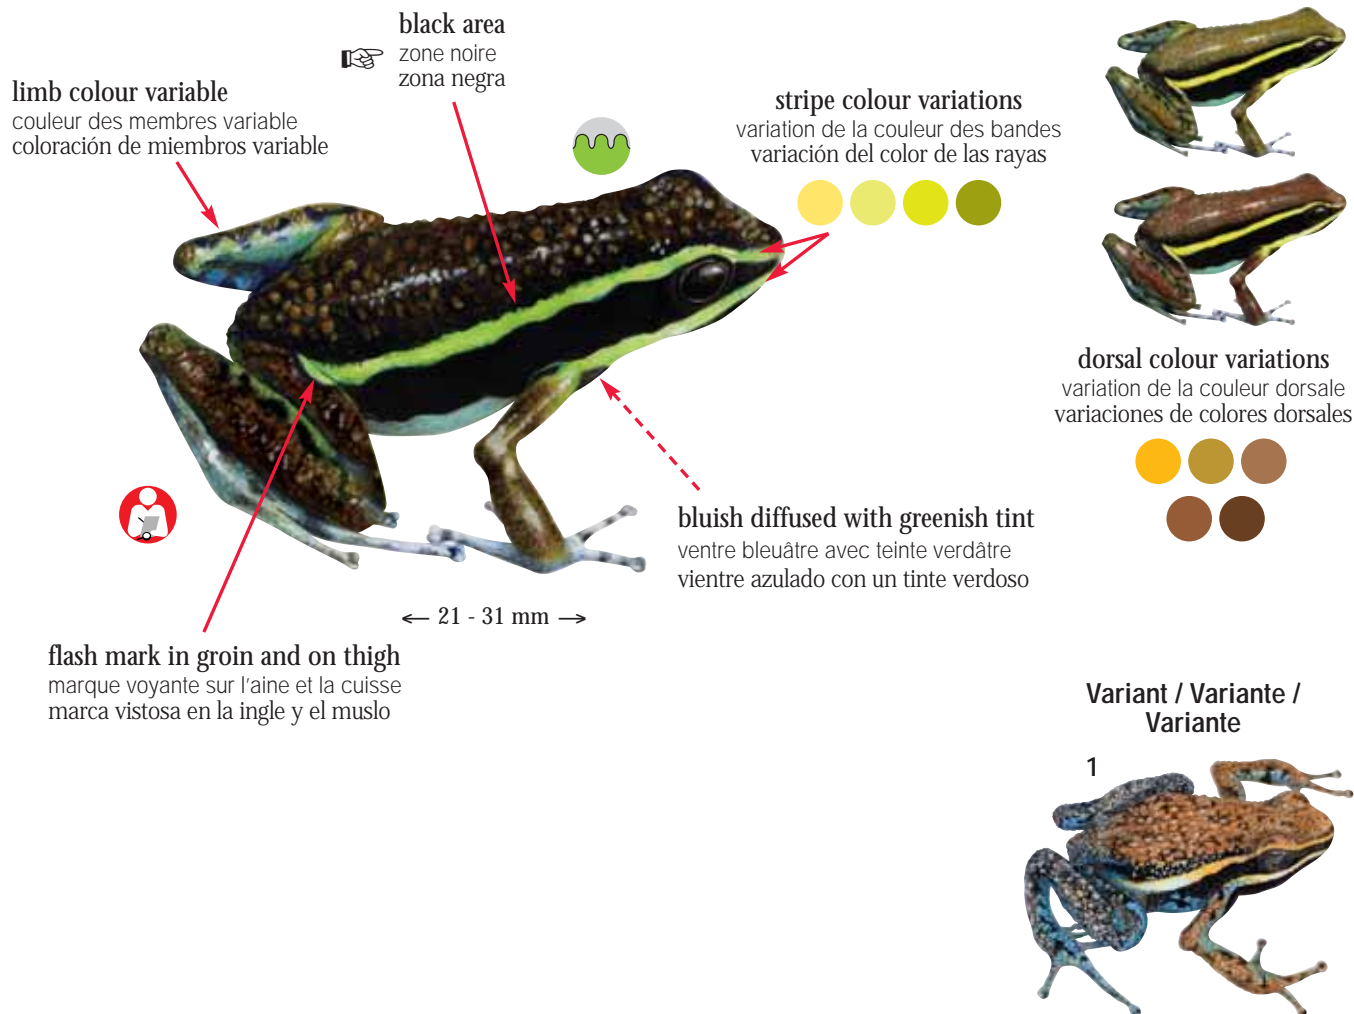 black area
zone noire
zona negra
limb colour variable
couleur des membres variable
coloración de miembros variable
stripe colour variations
variation de la couleur des bandes
variación del color de las rayas
dorsal colour variations
variation de la couleur dorsale
variaciones de colores dorsales
bluish diffused with greenish tint
ventre bleuâtre avec teinte verdâtre
vientre azulado con un tinte verdoso
21 - 31 mm
flash mark in groin and on thigh
marque voyante sur l'aine et la cuisse
marca vistosa en la ingle y el muslo
Variant / Variante /
Variante
1